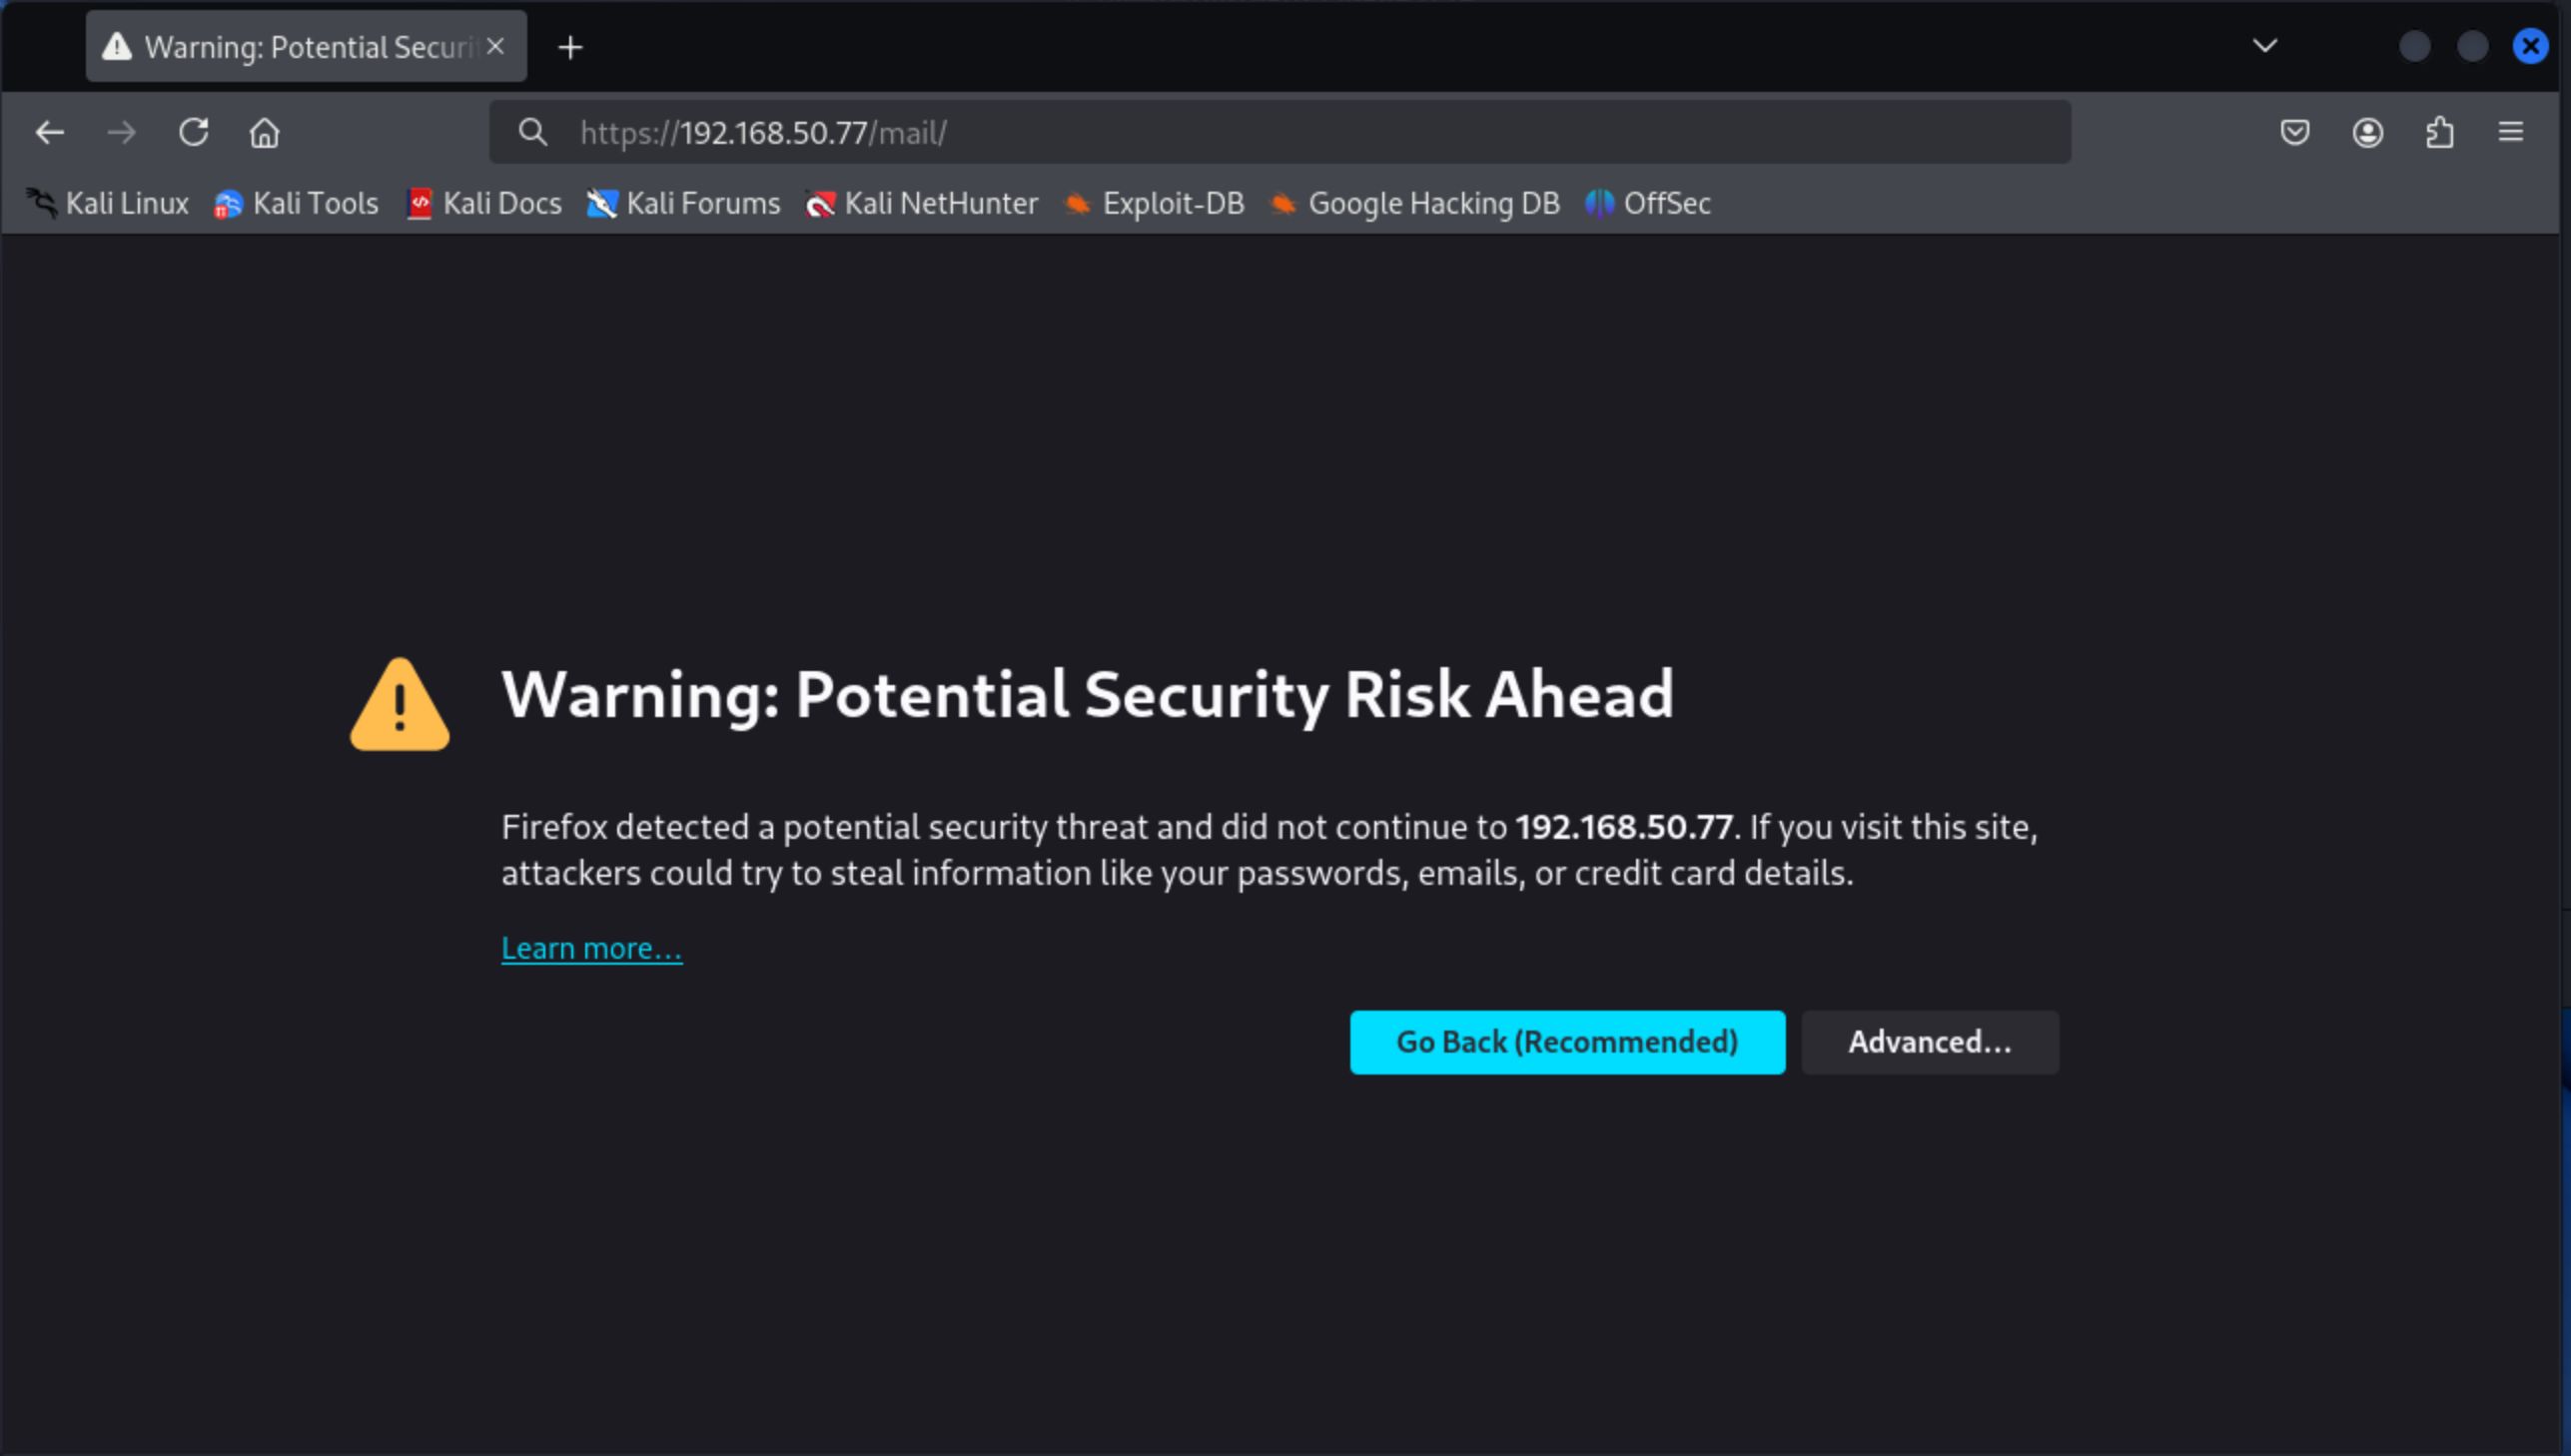 Warning: Potential Securi
https://192.168.50.77/mail/
Kali Linux Kali Tools Kali Docs Kali Forums Kali NetHunter Exploit-DB Google Hacking DB OffSec
Warning: Potential Security Risk Ahead
Firefox detected a potential security threat and did not continue to 192.168.50.77. If you visit this site,
attackers could try to steal information like your passwords, emails, or credit card details.
Learn more…
Go Back (Recommended) Advanced…